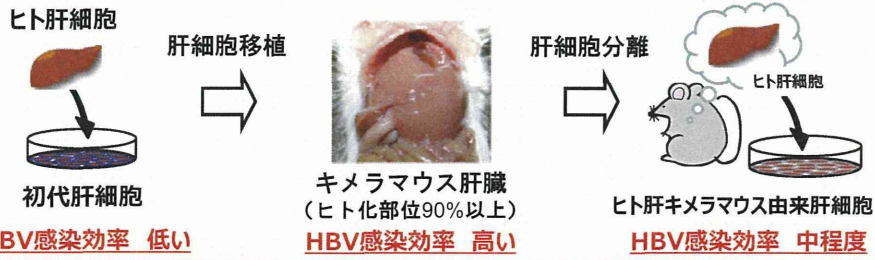 ヒト肝細胞
肝細胞移植
肝細胞分離
ヒト肝細胞
初代肝細胞
キメラマウス肝臓
（ヒト化部位90%以上）
ヒト肝キメラマウス由来肝細胞
BV感染効率 低い
HBV感染効率 高い
HBV感染効率 中程度